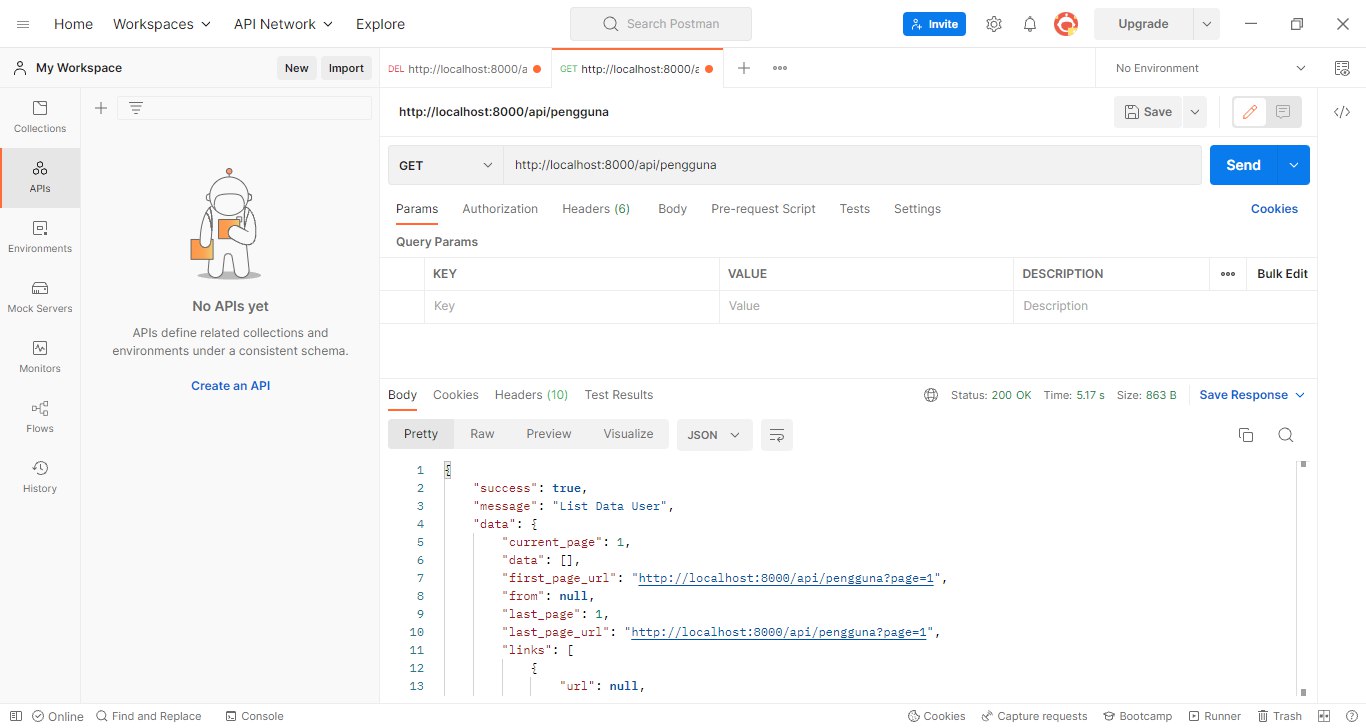 Home Workspaces API Network Explore Search Postman Invite Upgrade
My Workspace New Import DEL http://localhost:8000/a GET http://localhost:8000/a No Environment
Collections
APIs
Environments
Mock Servers
Monitors
Flows
History
No APIs yet
APIs define related collections and
environments under a consistent schema.
Create an API
http://localhost:8000/api/pengguna Save
GET http://localhost:8000/api/pengguna Send
Params Authorization Headers (6) Body Pre-request Script Tests Settings Cookies
Query Params
KEY VALUE DESCRIPTION Bulk Edit
Key Value Description
Body Cookies Headers (10) Test Results Status: 200 OK Time: 5.17 s Size: 863 B Save Response
Pretty Raw Preview Visualize JSON
1 {
2 "success": true,
3 "message": "List Data User",
4 "data": {
5 "current_page": 1,
6 "data": [],
7 "first_page_url": "http://localhost:8000/api/pengguna?page=1",
8 "from": null,
9 "last_page": 1,
10 "last_page_url": "http://localhost:8000/api/pengguna?page=1",
11 "links": [
12 {
13 "url": null,
Online Find and Replace Console Cookies Capture requests Bootcamp Runner Trash